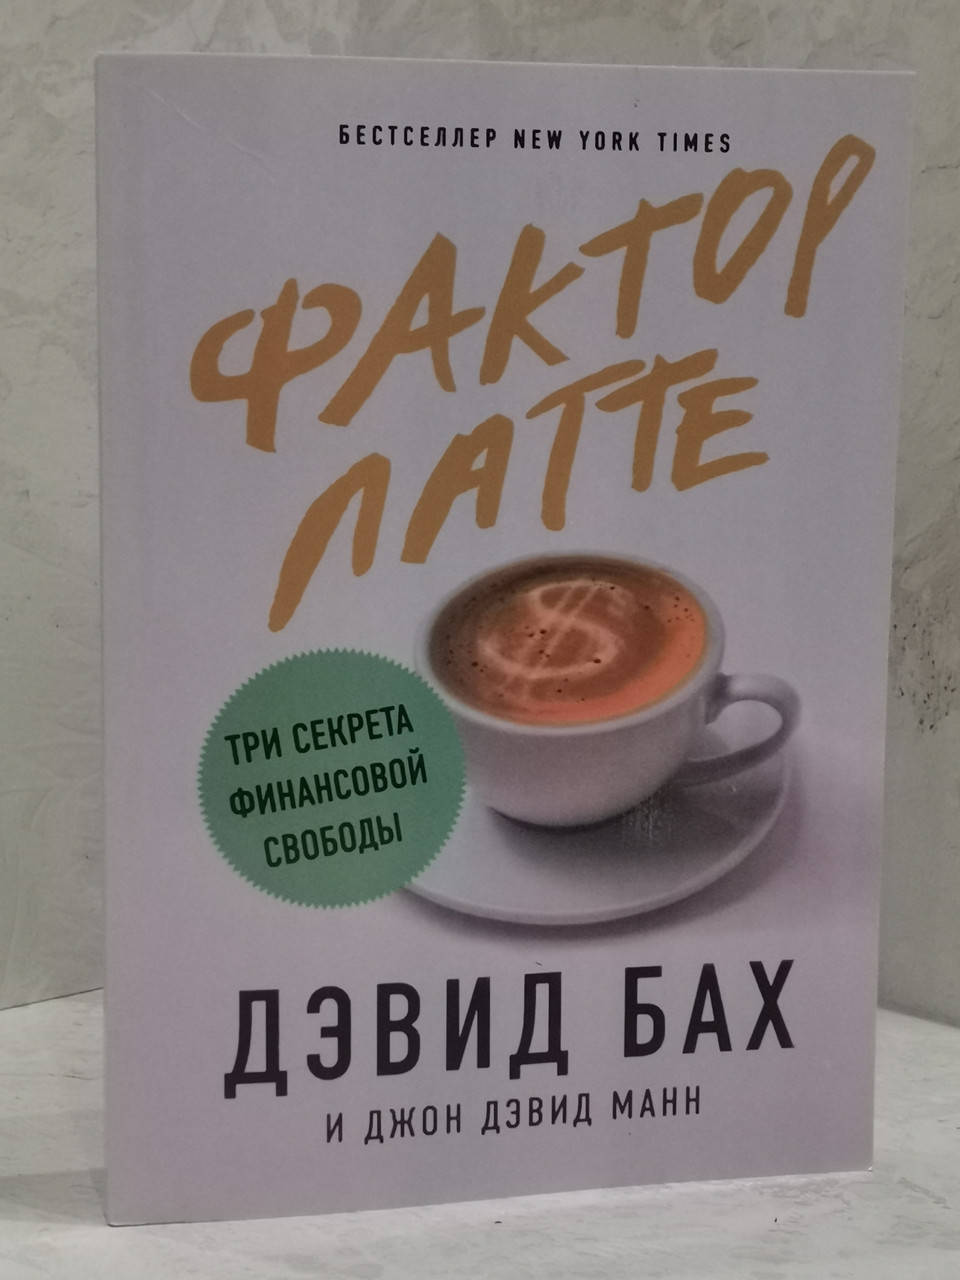 БЕСТСЕЛЛЕР NEW YORK TIMES
ФАКТОР
ЛАТТЕ
ТРИ СЕКРЕТА
ФИНАНСОВОЙ
СВОБОДЫ
ДЭВИД БАХ
И ДЖОН ДЭВИД МАНН